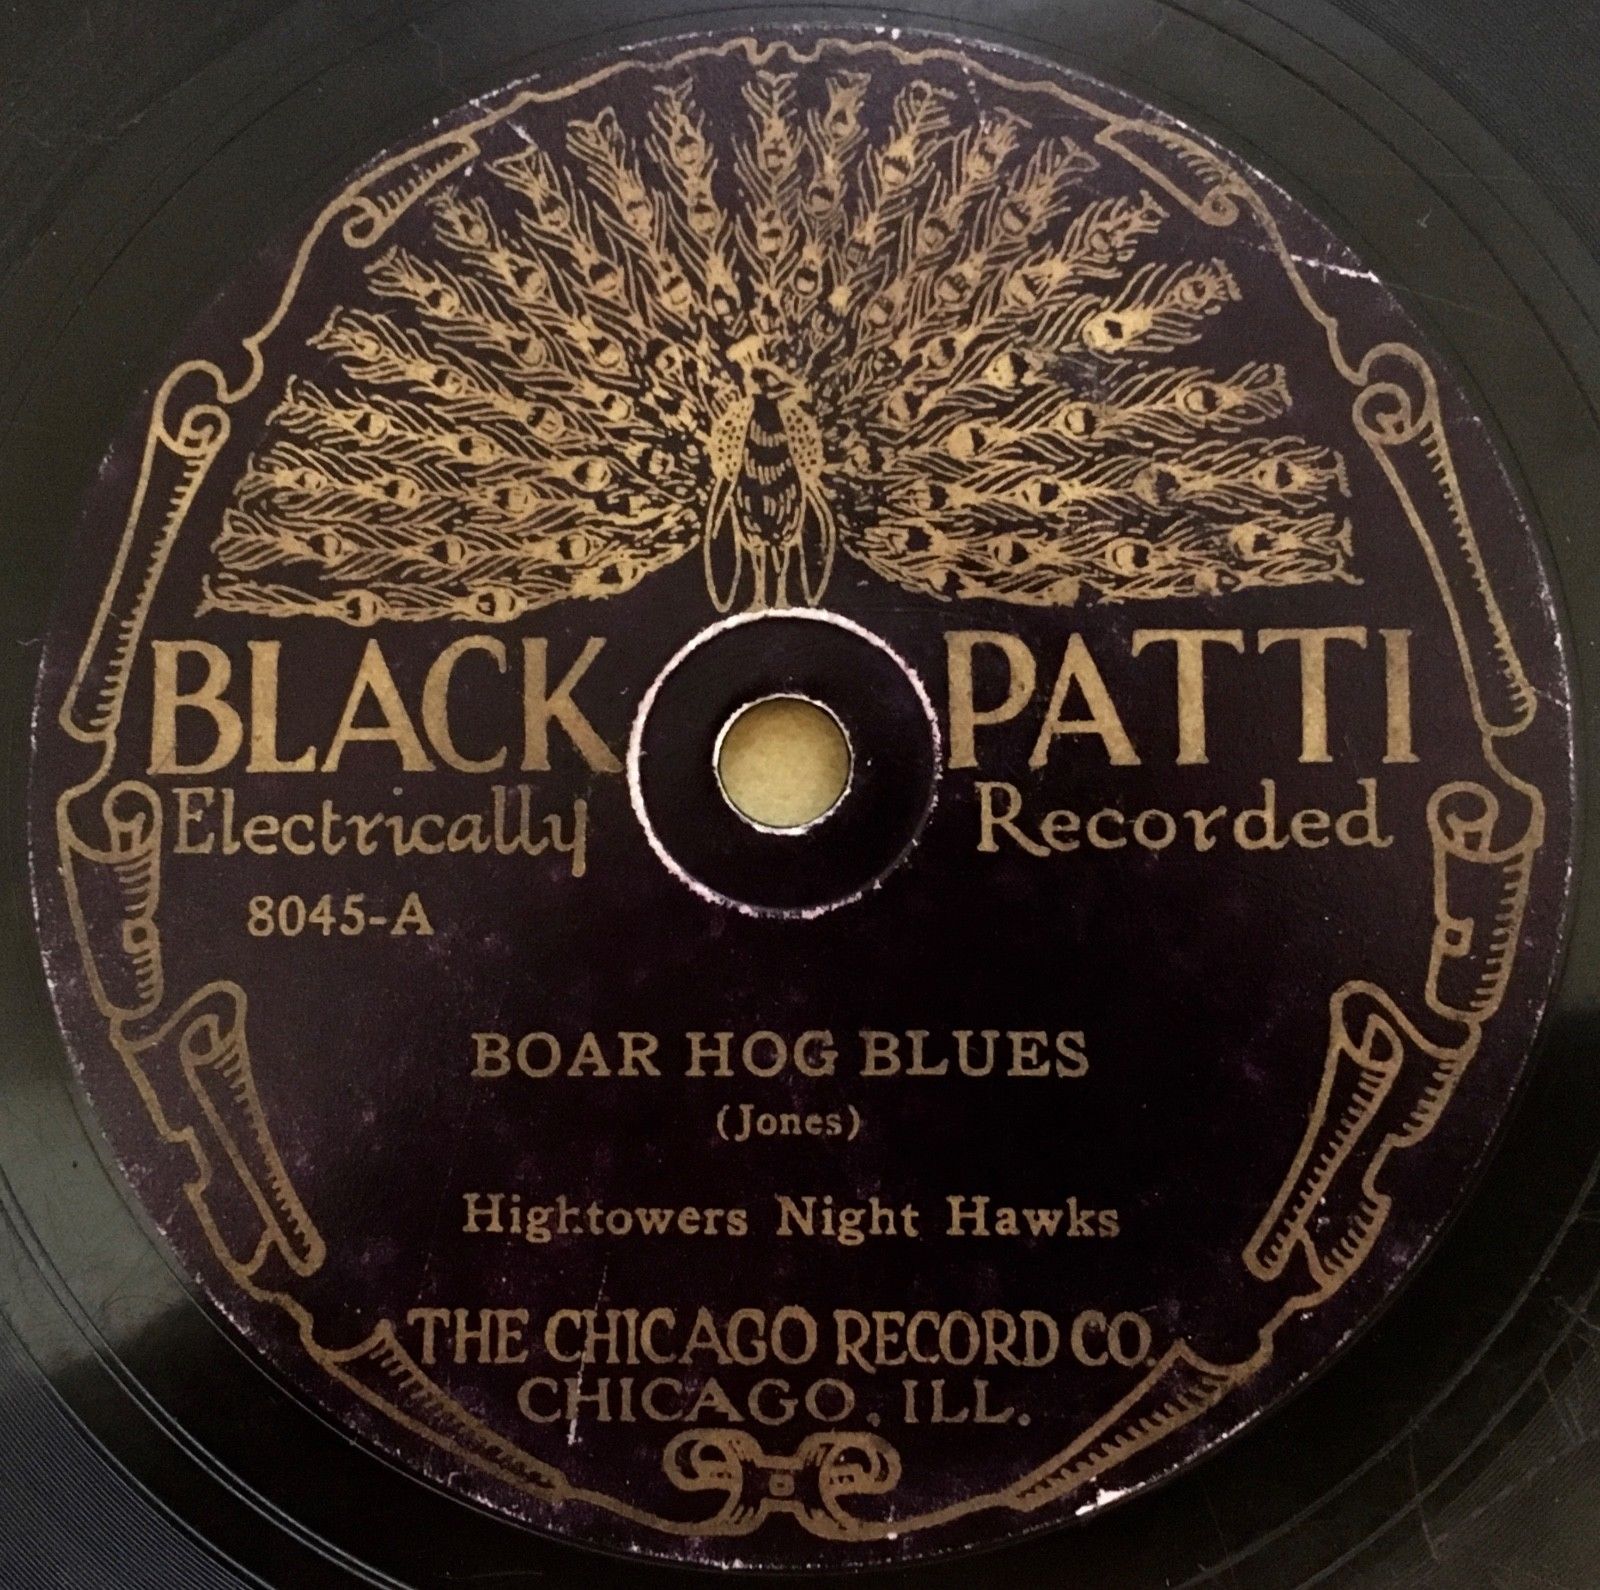 BLACK PATTI
Electrically Recorded
8045-A
BOAR HOG BLUES
(Jones)
Hightowers Night Hawks
THE CHICAGO RECORD CO.
CHICAGO, ILL.